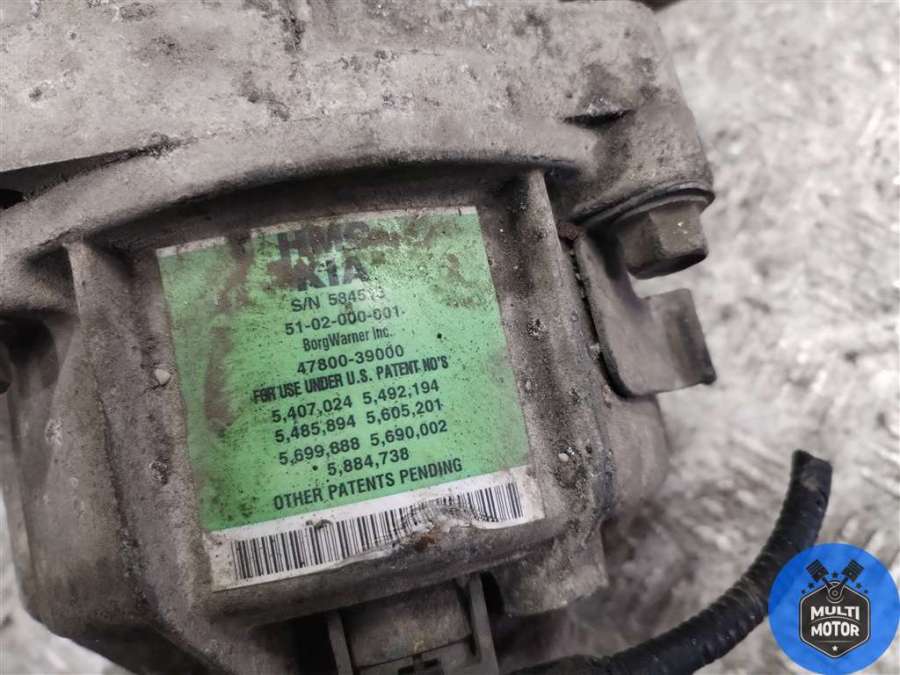 HMC
KIA
S/N 584513
51-02-000-001
BorgWarner Inc.
47800-39000
FOR USE UNDER U.S. PATENT NO'S
5,407,024 5,492,194
5,485,894 5,605,201
5,699,888 5,690,002
5,884,738
OTHER PATENTS PENDING
MULTI
MOTOR